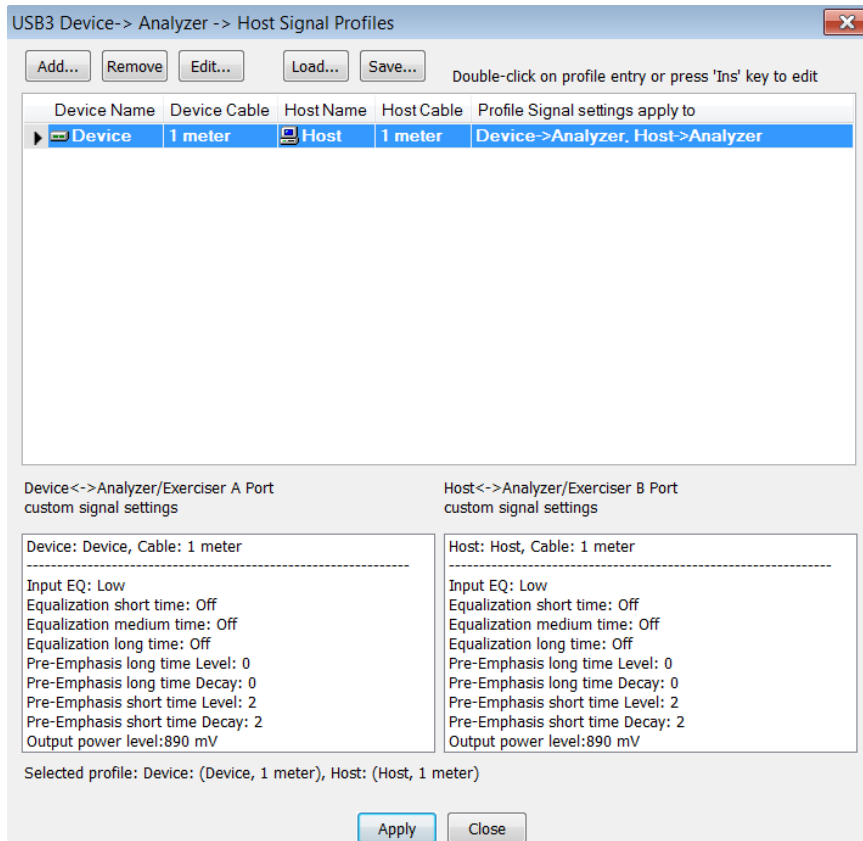 USB3 Device-> Analyzer -> Host Signal Profiles
Add... Remove Edit... Load... Save... Double-click on profile entry or press 'Ins' key to edit
Device Name Device Cable Host Name Host Cable Profile Signal settings apply to
Device 1 meter Host 1 meter Device->Analyzer, Host->Analyzer
Device<->Analyzer/Exerciser A Port
custom signal settings
Host<->Analyzer/Exerciser B Port
custom signal settings
Device: Device, Cable: 1 meter
Input EQ: Low
Equalization short time: Off
Equalization medium time: Off
Equalization long time: Off
Pre-Emphasis long time Level: 0
Pre-Emphasis long time Decay: 0
Pre-Emphasis short time Level: 2
Pre-Emphasis short time Decay: 2
Output power level:890 mV
Host: Host, Cable: 1 meter
Input EQ: Low
Equalization short time: Off
Equalization medium time: Off
Equalization long time: Off
Pre-Emphasis long time Level: 0
Pre-Emphasis long time Decay: 0
Pre-Emphasis short time Level: 2
Pre-Emphasis short time Decay: 2
Output power level:890 mV
Selected profile: Device: (Device, 1 meter), Host: (Host, 1 meter)
Apply Close